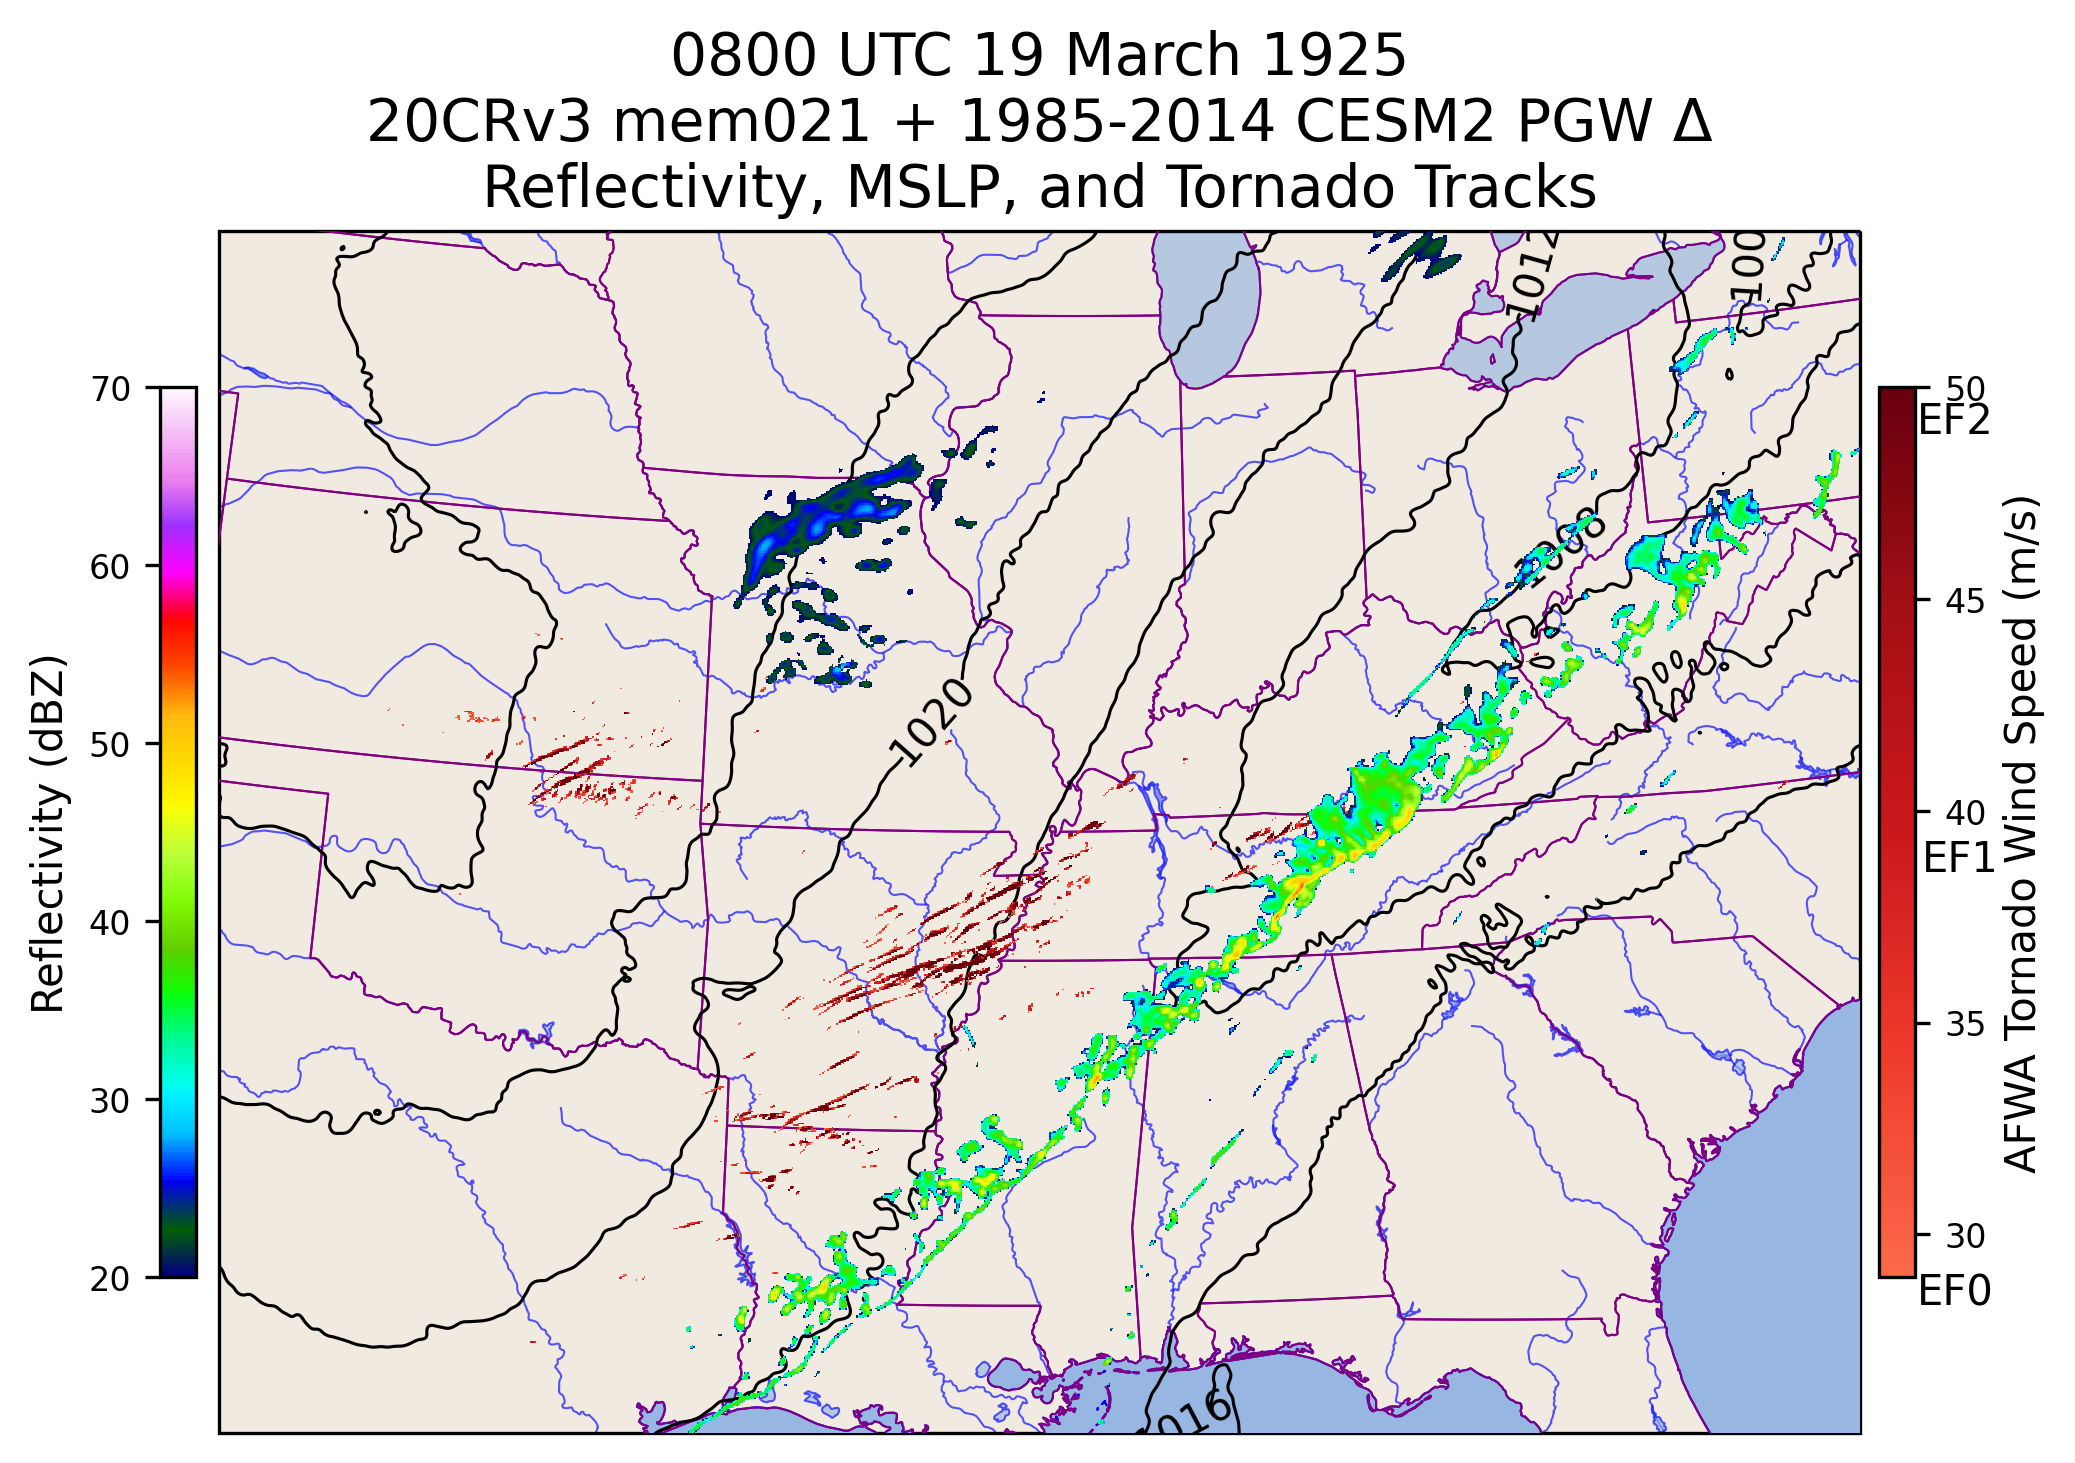 0800 UTC 19 March 1925
20CRv3 mem021 + 1985-2014 CESM2 PGW Δ
Reflectivity, MSLP, and Tornado Tracks
1012
100
1008
1020
016
70
60
50
40
30
20
Reflectivity (dBZ)
50
EF2
45
40
EF1
35
30
EF0
AFWA Tornado Wind Speed (m/s)